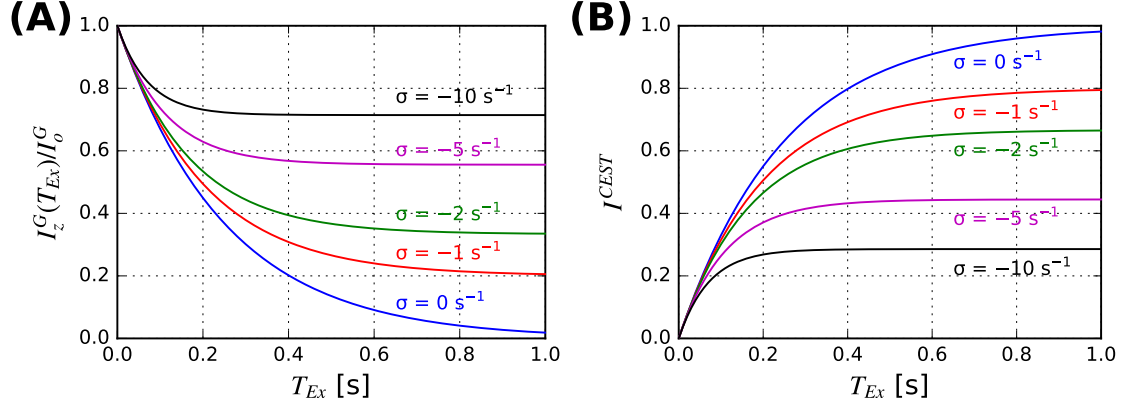 (A)
1.0
0.8
0.6
0.4
0.2
0.0
I_z^G(T_Ex)/I_o^G
σ = −10 s⁻¹
σ = −5 s⁻¹
σ = −2 s⁻¹
σ = −1 s⁻¹
σ = 0 s⁻¹
0.0 0.2 0.4 0.6 0.8 1.0
T_Ex [s]
(B)
1.0
0.8
0.6
0.4
0.2
0.0
I^CEST
σ = 0 s⁻¹
σ = −1 s⁻¹
σ = −2 s⁻¹
σ = −5 s⁻¹
σ = −10 s⁻¹
0.0 0.2 0.4 0.6 0.8 1.0
T_Ex [s]